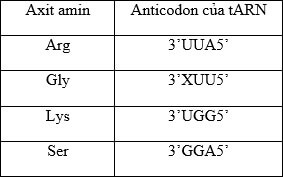 Axit amin Anticodon của tARN
Arg 3’UUA5’
Gly 3’XUU5’
Lys 3’UGG5’
Ser 3’GGA5’